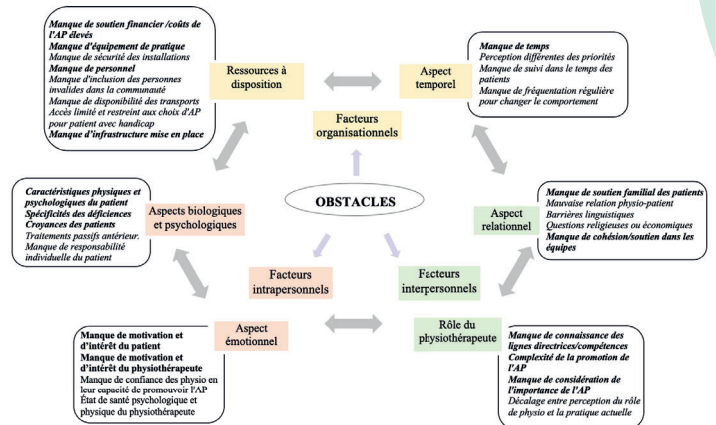 Manque de soutien financier /coûts de
l'AP élevés
Manque d'équipement de pratique
Manque de sécurité des installations
Manque de personnel
Manque d'inclusion des personnes
invalides dans la communauté
Manque de disponibilité des transports
Accès limité et restreint aux choix d'AP
pour patient avec handicap
Manque d'infrastructure mise en place
Ressources à
disposition
Aspect
temporel
Manque de temps
Perception différentes des priorités
Manque de suivi dans le temps des
patients
Manque de fréquentation régulière
pour changer le comportement
Facteurs
organisationnels
Caractéristiques physiques et
psychologiques du patient
Spécificités des déficiences
Croyances des patients
Traitements passifs antérieur.
Manque de responsabilité
individuelle du patient
Aspects biologiques
et psychologiques
OBSTACLES
Aspect
relationnel
Manque de soutien familial des patients
Mauvaise relation physio-patient
Barrières linguistiques
Questions religieuses ou économiques
Manque de cohésion/soutien dans les
équipes
Facteurs
intrapersonnels
Facteurs
interpersonnels
Manque de motivation et
d'intérêt du patient
Manque de motivation et
d'intérêt du physiothérapeute
Manque de confiance des physio en
leur capacité de promouvoir l'AP
État de santé psychologique et
physique du physiothérapeute
Aspect
émotionnel
Rôle du
physiothérapeute
Manque de connaissance des
lignes directrices/compétences
Complexité de la promotion de
l'AP
Manque de considération de
l'importance de l'AP
Décalage entre perception du rôle
de physio et la pratique actuelle